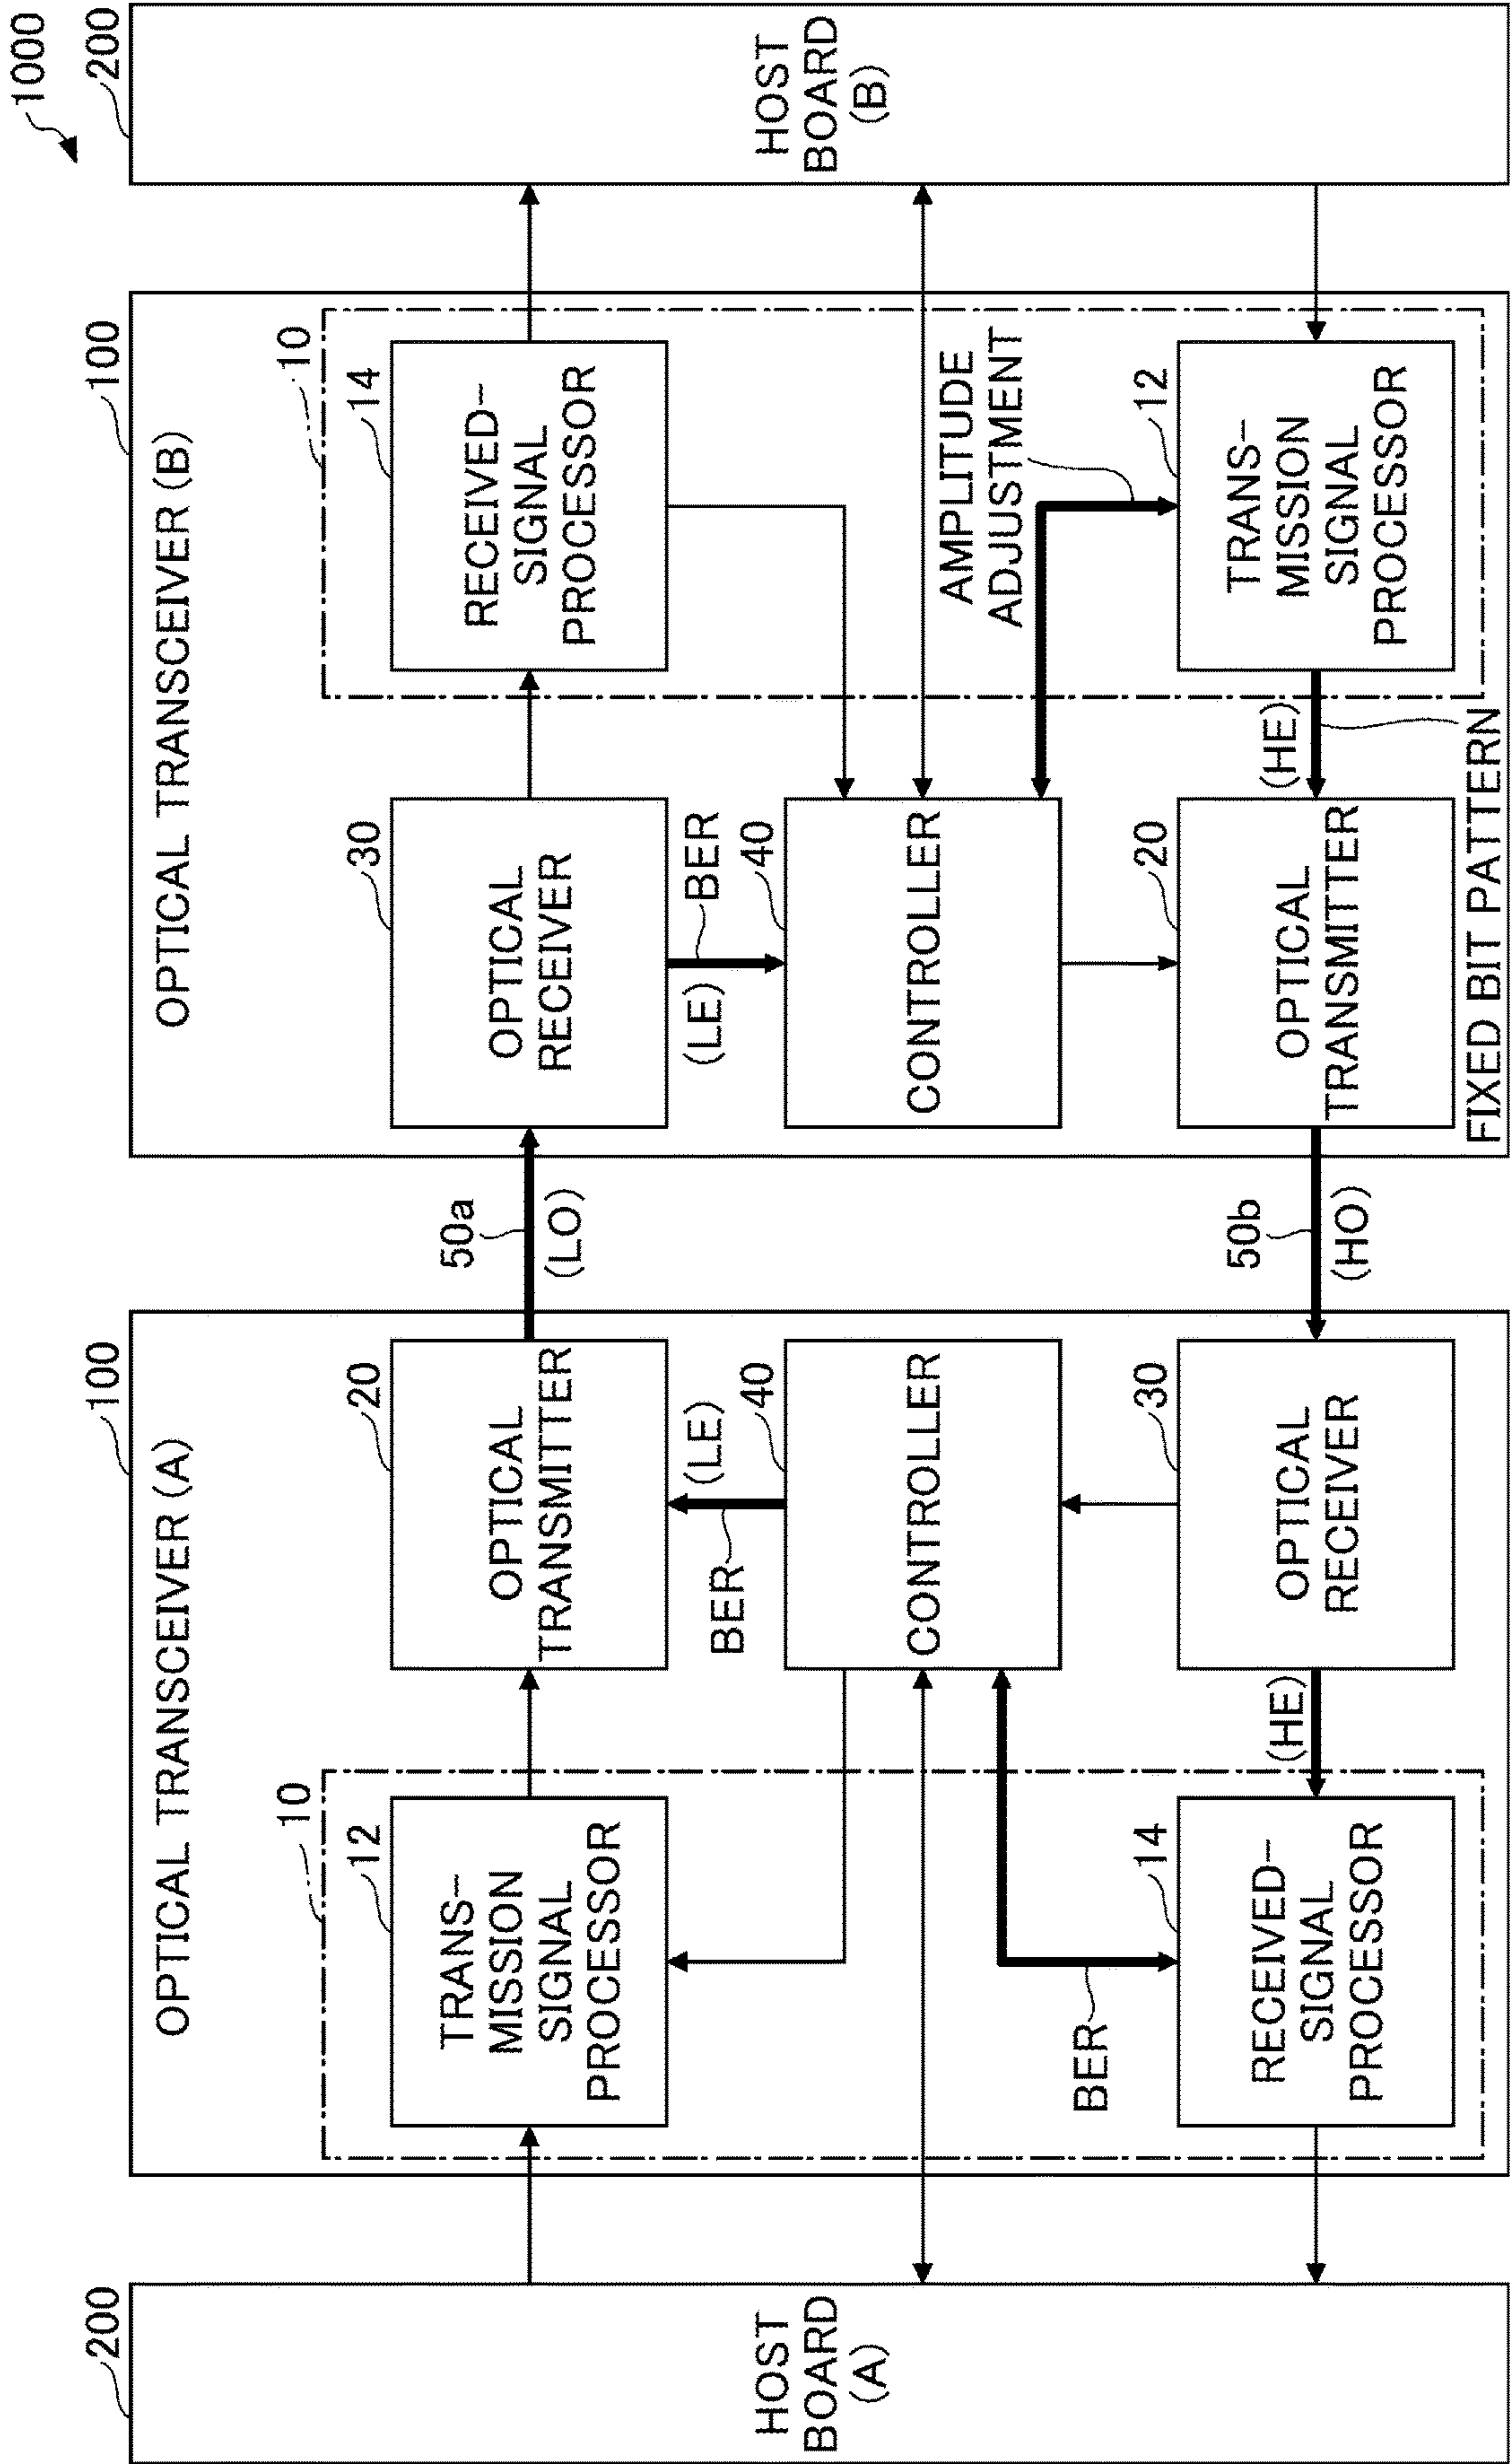 1000
200
HOST
BOARD
(A)
100
OPTICAL TRANSCEIVER (A)
10
12
TRANS-
MISSION
SIGNAL
PROCESSOR
20
OPTICAL
TRANSMITTER
BER
(LE)
40
CONTROLLER
BER
14
RECEIVED-
SIGNAL
PROCESSOR
(HE)
30
OPTICAL
RECEIVER
50a
(LO)
50b
(HO)
100
OPTICAL TRANSCEIVER (B)
30
OPTICAL
RECEIVER
(LE)
BER
40
CONTROLLER
20
OPTICAL
TRANSMITTER
(HE)
FIXED BIT PATTERN
10
14
RECEIVED-
SIGNAL
PROCESSOR
AMPLITUDE
ADJUSTMENT
12
TRANS-
MISSION
SIGNAL
PROCESSOR
200
HOST
BOARD
(B)